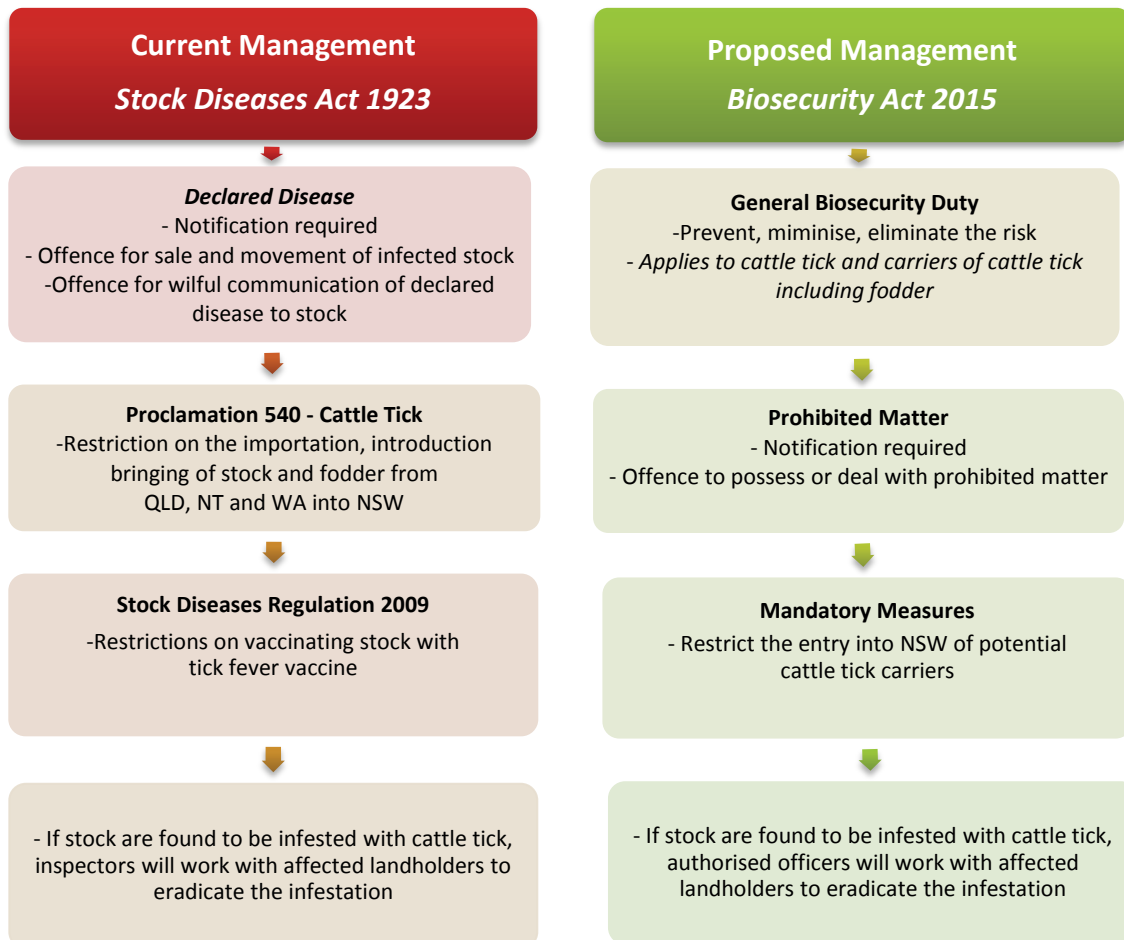 Current Management
Stock Diseases Act 1923
Declared Disease
- Notification required
- Offence for sale and movement of infected stock
-Offence for wilful communication of declared
disease to stock
Proclamation 540 - Cattle Tick
-Restriction on the importation, introduction
bringing of stock and fodder from
QLD, NT and WA into NSW
Stock Diseases Regulation 2009
-Restrictions on vaccinating stock with
tick fever vaccine
- If stock are found to be infested with cattle tick,
inspectors will work with affected landholders to
eradicate the infestation
Proposed Management
Biosecurity Act 2015
General Biosecurity Duty
-Prevent, miminise, eliminate the risk
- Applies to cattle tick and carriers of cattle tick
including fodder
Prohibited Matter
- Notification required
- Offence to possess or deal with prohibited matter
Mandatory Measures
- Restrict the entry into NSW of potential
cattle tick carriers
- If stock are found to be infested with cattle tick,
authorised officers will work with affected
landholders to eradicate the infestation